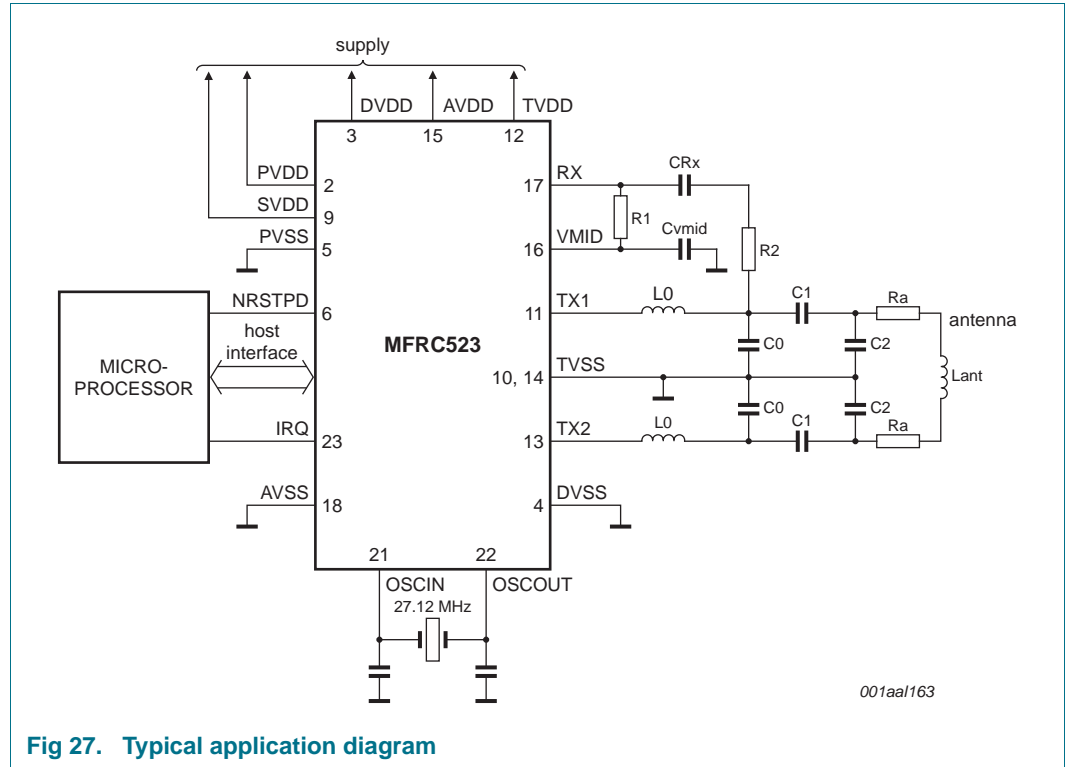 supply
DVDD AVDD TVDD
3 15 12
PVDD 2
SVDD 9
PVSS 5
NRSTPD 6
host
interface
MICRO-
PROCESSOR
IRQ 23
AVSS 18
MFRC523
17 RX
CRx
R1
16 VMID
Cvmid
R2
11 TX1
L0
C1
Ra
antenna
C0
C2
10, 14 TVSS
Lant
C0
C2
13 TX2
L0
C1
Ra
4 DVSS
21 22
OSCIN OSCOUT
27.12 MHz
001aal163
Fig 27. Typical application diagram